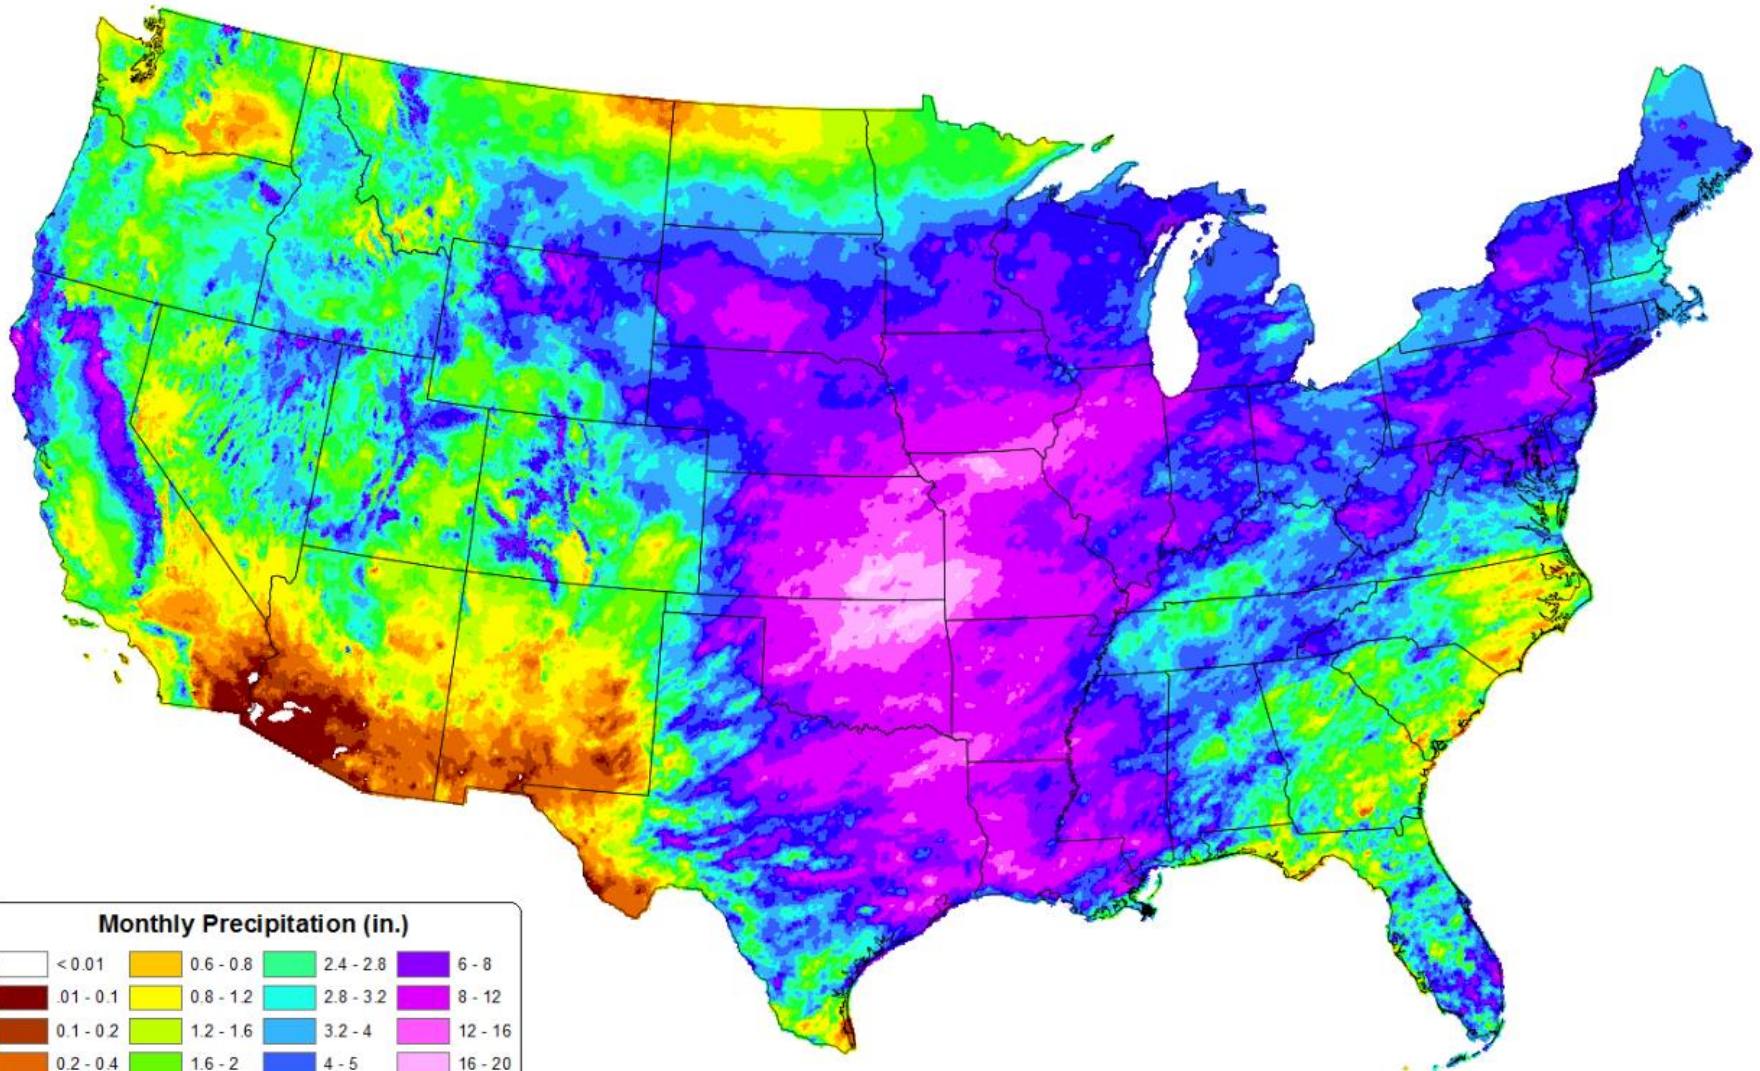 Monthly Precipitation (in.)
< 0.01 0.6 - 0.8 2.4 - 2.8 6 - 8
.01 - 0.1 0.8 - 1.2 2.8 - 3.2 8 - 12
0.1 - 0.2 1.2 - 1.6 3.2 - 4 12 - 16
0.2 - 0.4 1.6 - 2 4 - 5 16 - 20